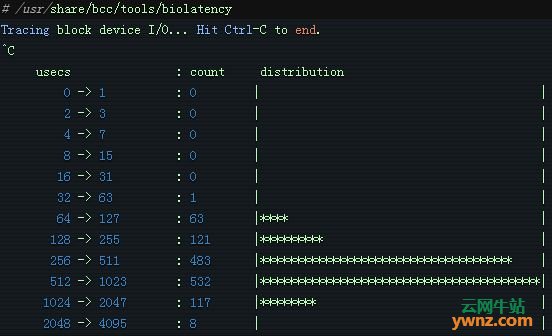 # /usr/share/bcc/tools/biolatency
Tracing block device I/O... Hit Ctrl-C to end.
^C
     usecs               : count     distribution
         0 -> 1          : 0        |                                        |
         2 -> 3          : 0        |                                        |
         4 -> 7          : 0        |                                        |
         8 -> 15         : 0        |                                        |
        16 -> 31         : 0        |                                        |
        32 -> 63         : 1        |                                        |
        64 -> 127        : 63       |****                                    |
       128 -> 255        : 121      |*********                               |
       256 -> 511        : 483      |************************************    |
       512 -> 1023       : 532      |****************************************|
      1024 -> 2047       : 117      |********                                |
      2048 -> 4095       : 8        |                                        |
云网牛站
ywnz.com